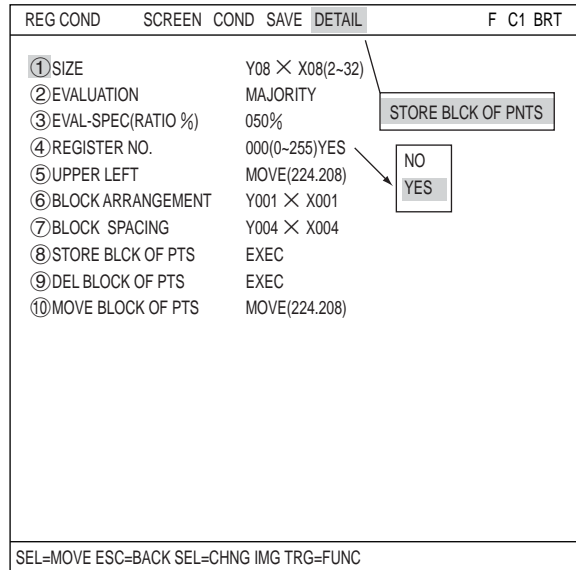 REG COND SCREEN COND SAVE DETAIL F C1 BRT
①SIZE Y08 × X08(2~32)
②EVALUATION MAJORITY
STORE BLCK OF PNTS
③EVAL-SPEC(RATIO %) 050%
④REGISTER NO. 000(0~255)YES
NO
⑤UPPER LEFT MOVE(224.208)
YES
⑥BLOCK ARRANGEMENT Y001 × X001
⑦BLOCK SPACING Y004 × X004
⑧STORE BLCK OF PTS EXEC
⑨DEL BLOCK OF PTS EXEC
⑩MOVE BLOCK OF PTS MOVE(224.208)
SEL=MOVE ESC=BACK SEL=CHNG IMG TRG=FUNC